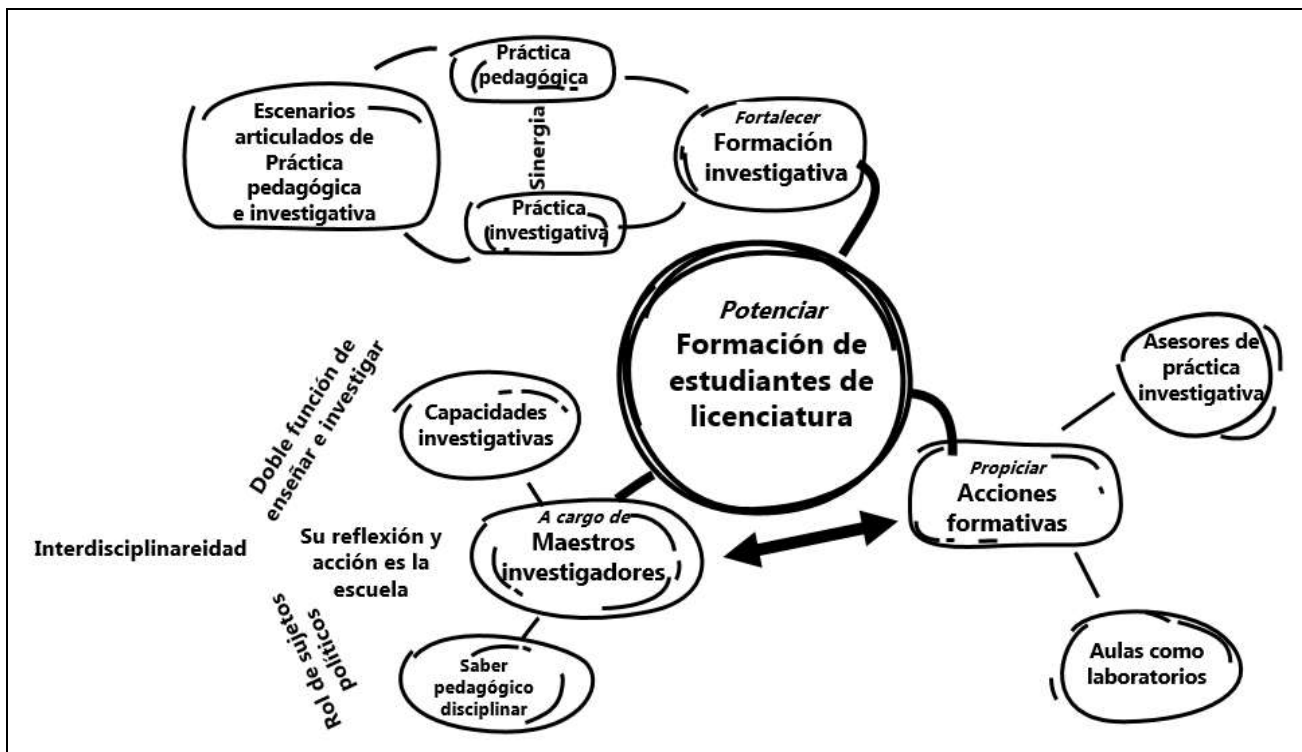 Práctica
pedagógica
Escenarios
articulados de
Práctica
pedagógica
e investigativa
Sinergia
Fortalecer
Formación
investigativa
Práctica
investigativa
Potenciar
Formación de
estudiantes de
licenciatura
Asesores de
práctica
investigativa
Doble función de
enseñar e investigar
Capacidades
investigativas
Propiciar
Acciones
formativas
Interdisciplinareidad
Su reflexión y
acción es la
escuela
A cargo de
Maestros
investigadores
Rol de sujetos
políticos
Saber
pedagógico
disciplinar
Aulas como
laboratorios